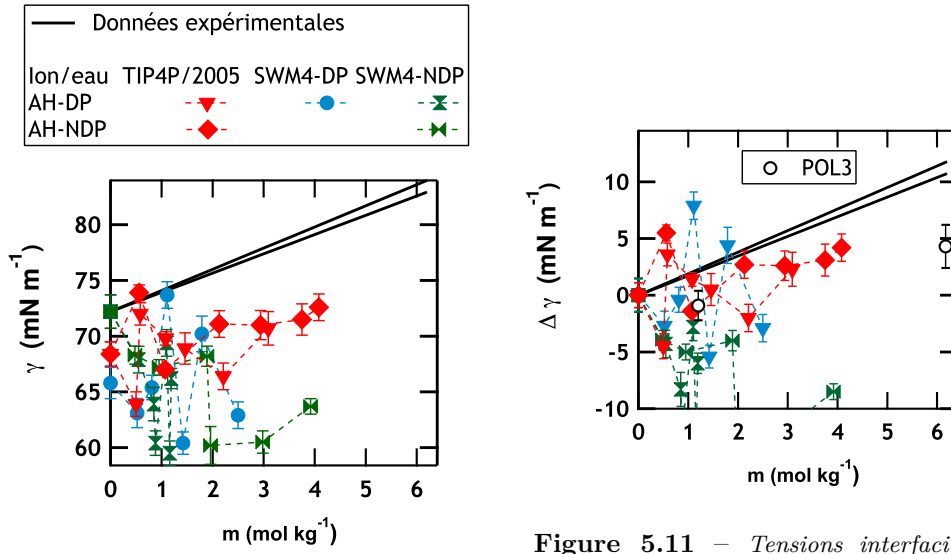 Données expérimentales
Ion/eau TIP4P/2005 SWM4-DP SWM4-NDP
AH-DP
AH-NDP
80
75
70
65
60
γ (mN m⁻¹)
0 1 2 3 4 5 6
m (mol kg⁻¹)
POL3
10
5
0
-5
-10
Δ γ (mN m⁻¹)
0 1 2 3 4 5 6
m (mol kg⁻¹)
Figure 5.11 – Tensions interfaci